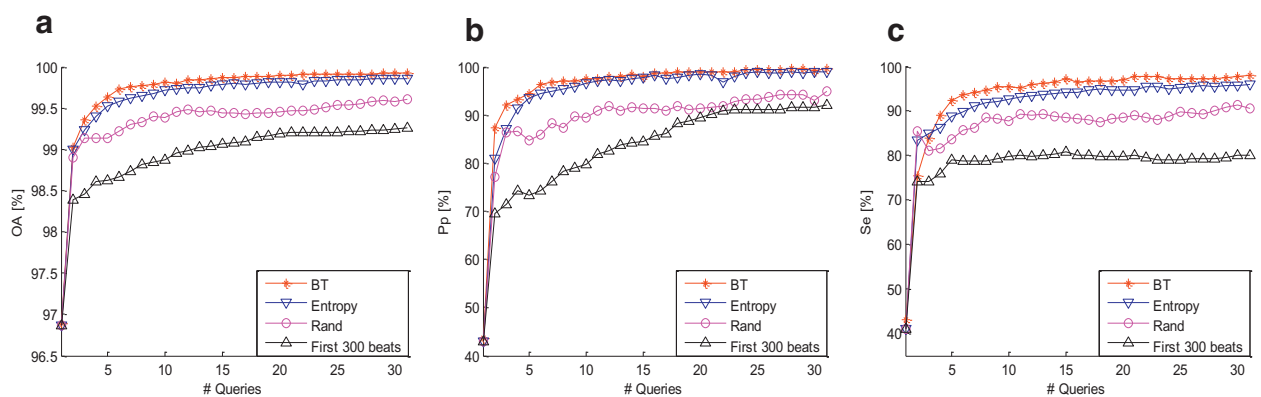 a
OA [%]
100
99.5
99
98.5
98
97.5
97
96.5
5 10 15 20 25 30
# Queries
BT
Entropy
Rand
First 300 beats
b
Pp [%]
100
90
80
70
60
50
40
5 10 15 20 25 30
# Queries
BT
Entropy
Rand
First 300 beats
c
Se [%]
100
90
80
70
60
50
40
5 10 15 20 25 30
# Queries
BT
Entropy
Rand
First 300 beats